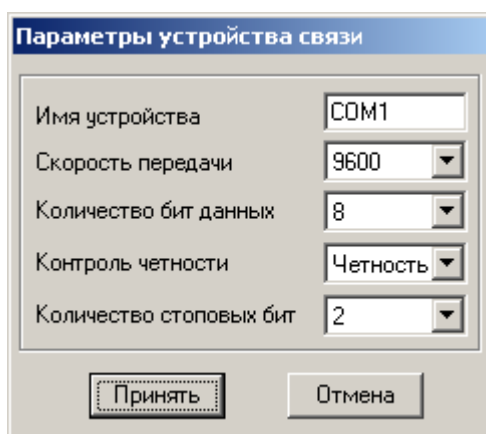 Параметры устройства связи
Имя устройства COM1
Скорость передачи 9600
Количество бит данных 8
Контроль четности Четность
Количество стоповых бит 2
Принять Отмена